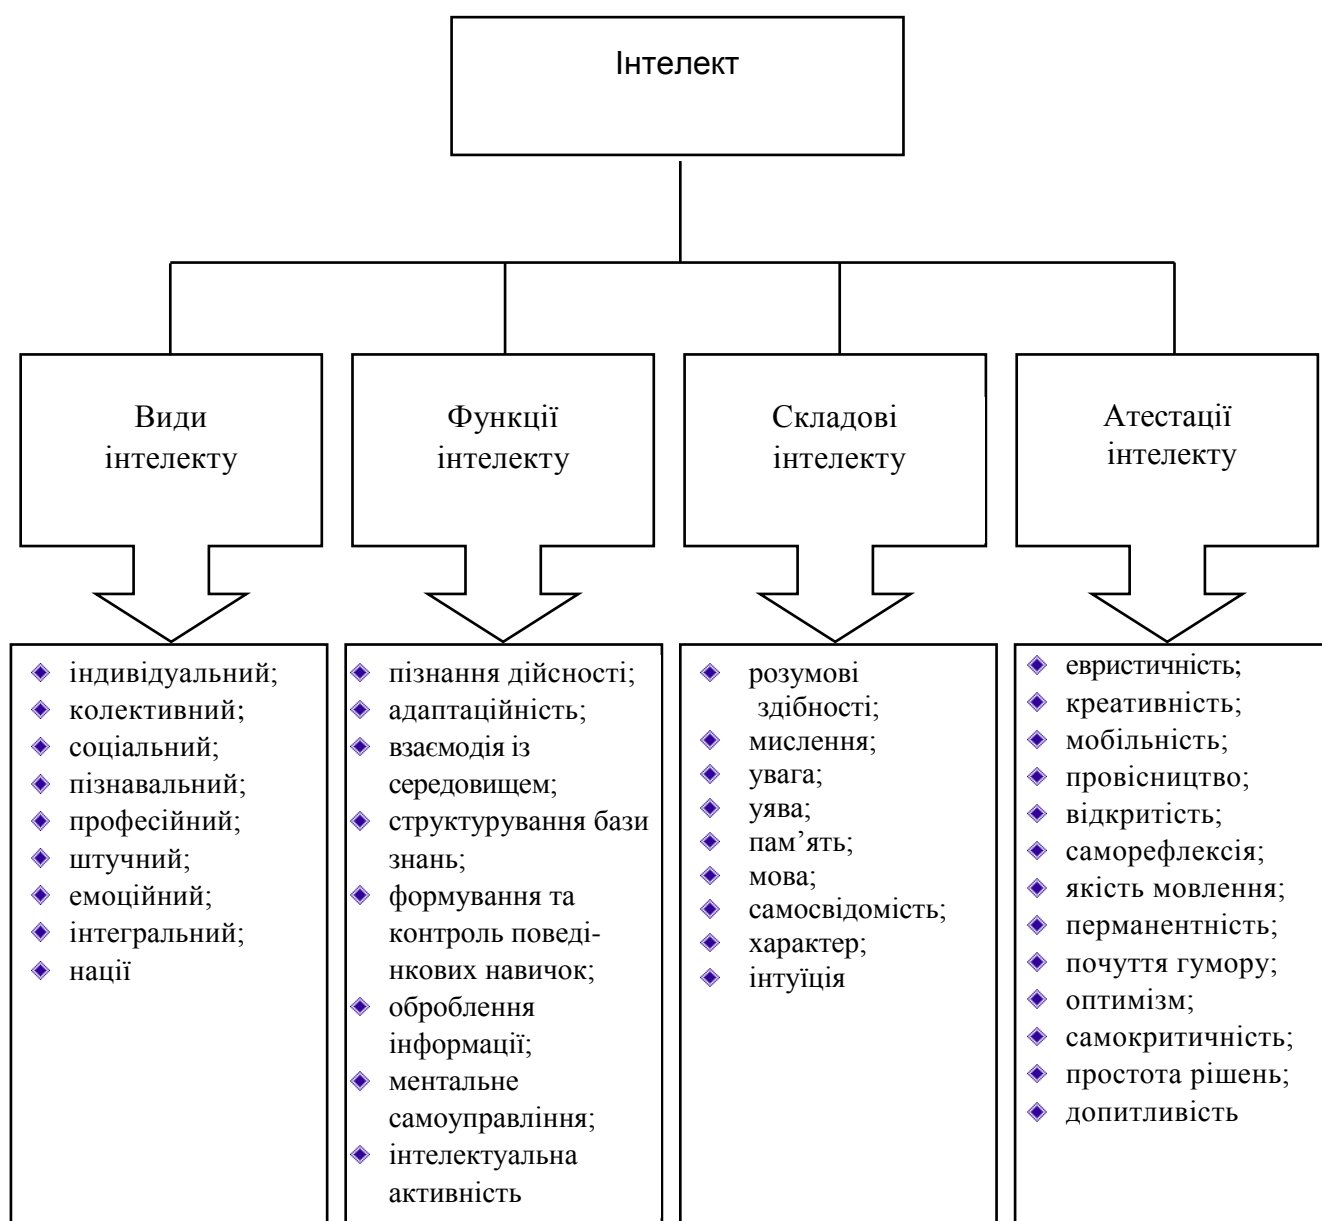 Інтелект
Види
інтелекту
Функції
інтелекту
Складові
інтелекту
Атестації
інтелекту
індивідуальний;
колективний;
соціальний;
пізнавальний;
професійний;
штучний;
емоційний;
інтегральний;
нації
пізнання дійсності;
адаптаційність;
взаємодія із
середовищем;
структурування бази
знань;
формування та
контроль поведі-
нкових навичок;
оброблення
інформації;
ментальне
самоуправління;
інтелектуальна
активність
розумові
здібності;
мислення;
увага;
уява;
пам’ять;
мова;
самосвідомість;
характер;
інтуїція
евристичність;
креативність;
мобільність;
провісництво;
відкритість;
саморефлексія;
якість мовлення;
перманентність;
почуття гумору;
оптимізм;
самокритичність;
простота рішень;
допитливість